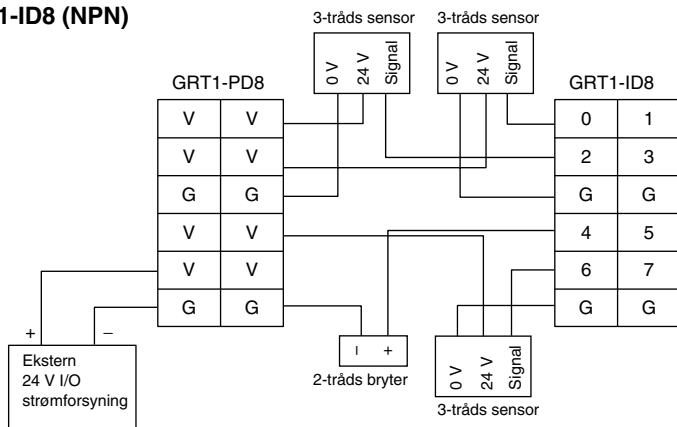 1-ID8 (NPN)
3-tråds sensor
3-tråds sensor
0 V
24 V
Signal
0 V
24 V
Signal
GRT1-PD8
GRT1-ID8
V V
V V
G G
V V
V V
G G
0 1
2 3
G G
4 5
6 7
G G
+ –
Ekstern
24 V I/O
strømforsyning
– +
2-tråds bryter
0 V
24 V
Signal
3-tråds sensor